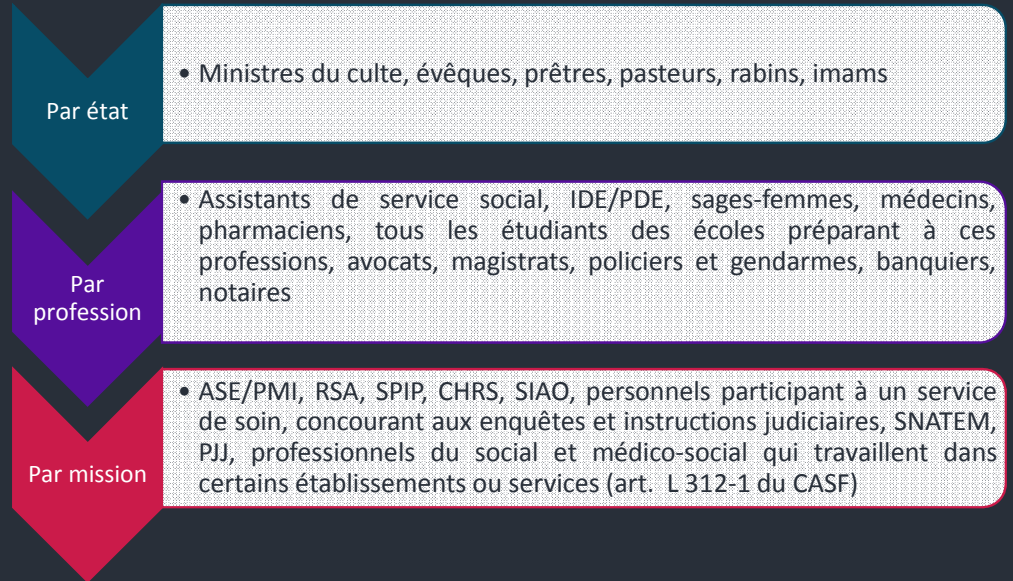 Par état
• Ministres du culte, évêques, prêtres, pasteurs, rabins, imams
Par
profession
• Assistants de service social, IDE/PDE, sages-femmes, médecins,
pharmaciens, tous les étudiants des écoles préparant à ces
professions, avocats, magistrats, policiers et gendarmes, banquiers,
notaires
Par mission
• ASE/PMI, RSA, SPIP, CHRS, SIAO, personnels participant à un service
de soin, concourant aux enquêtes et instructions judiciaires, SNATEM,
PJJ, professionnels du social et médico-social qui travaillent dans
certains établissements ou services (art. L 312-1 du CASF)